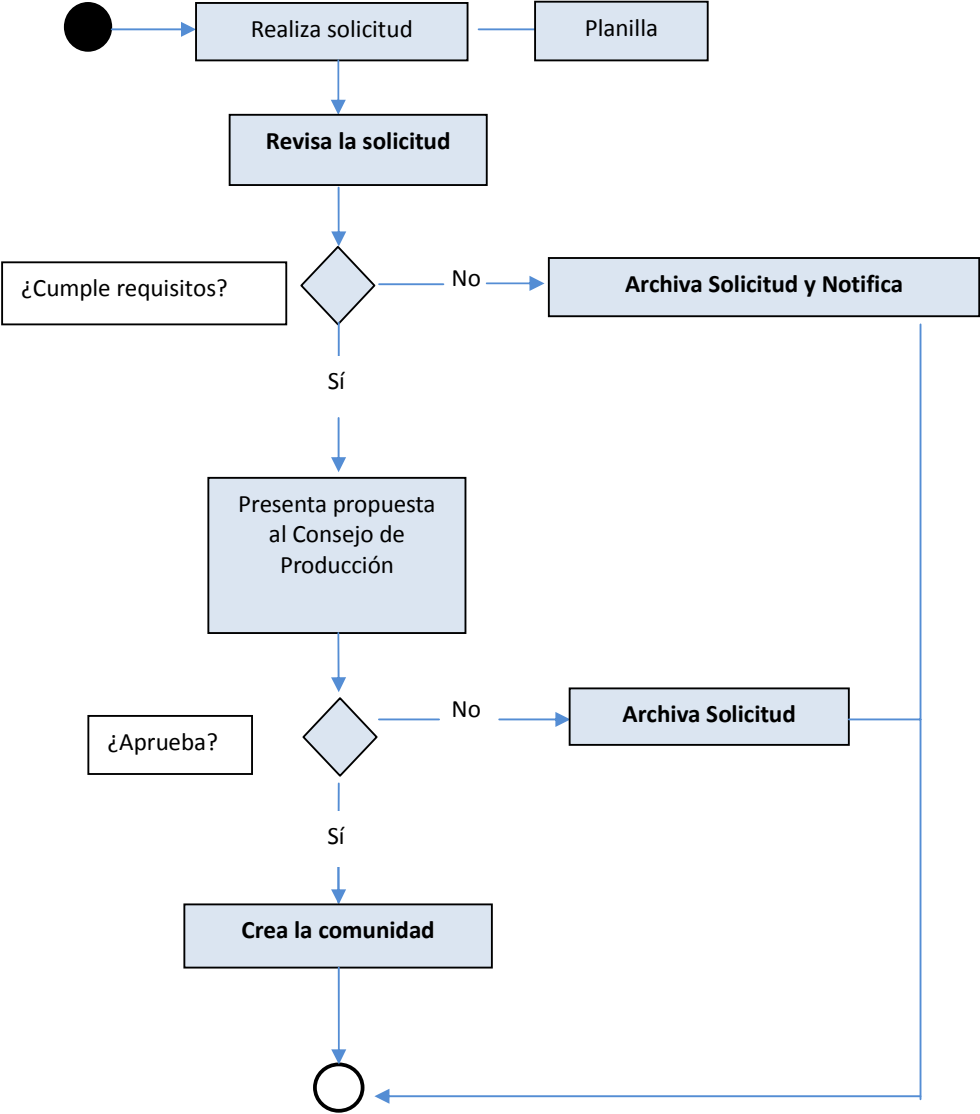 Realiza solicitud
Planilla
Revisa la solicitud
¿Cumple requisitos?
No
Archiva Solicitud y Notifica
Sí
Presenta propuesta
al Consejo de
Producción
¿Aprueba?
No
Archiva Solicitud
Sí
Crea la comunidad